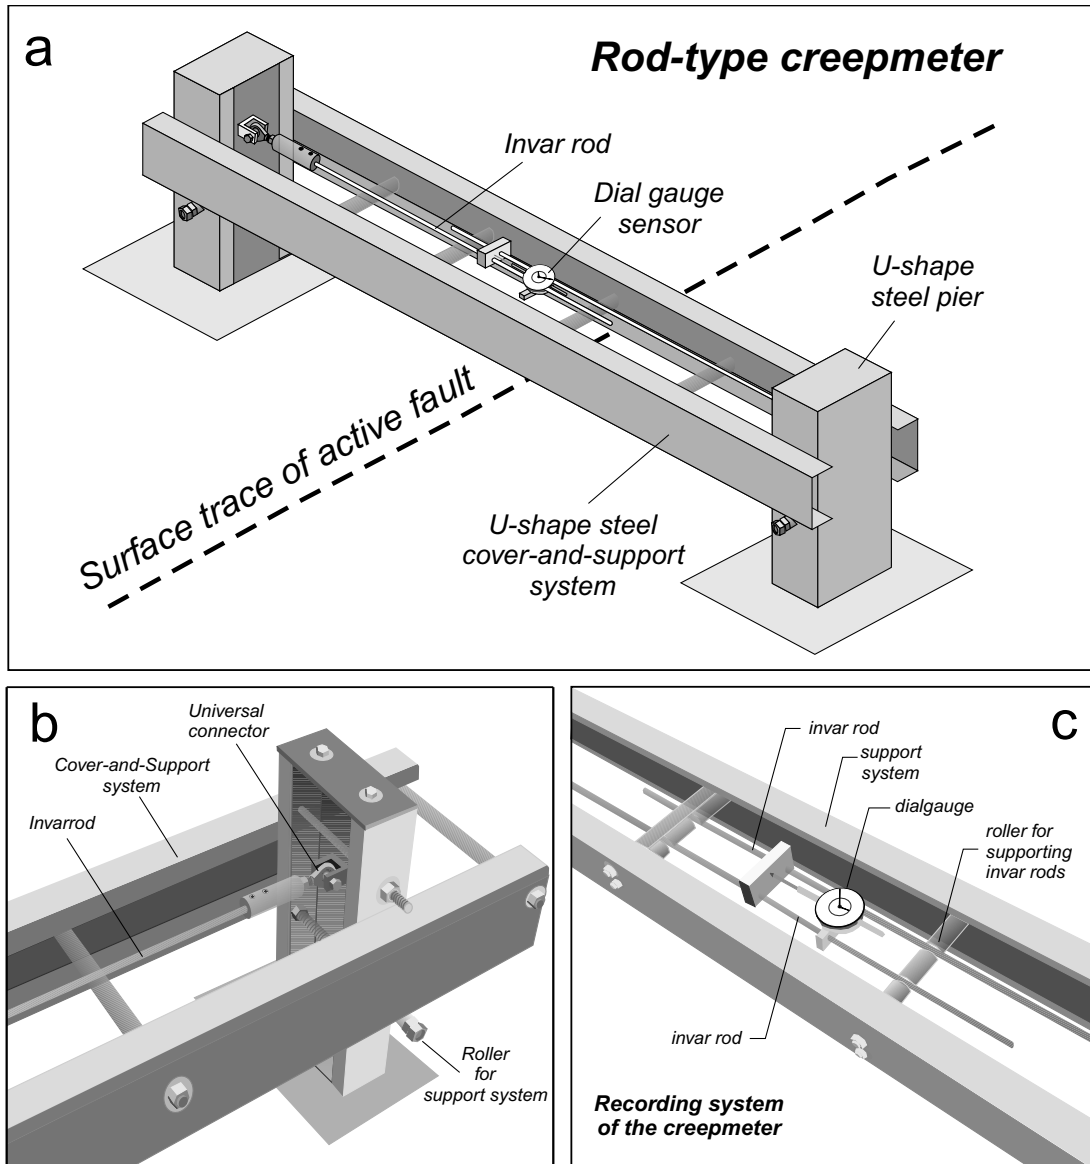 a
Rod-type creepmeter
Invar rod
Dial gauge
sensor
U-shape
steel pier
Surface trace of active fault
U-shape steel
cover-and-support
system
b
Universal
connector
Cover-and-Support
system
Invarrod
Roller
for
support system
c
invar rod
support
system
dialgauge
roller for
supporting
invar rods
invar rod
Recording system
of the creepmeter